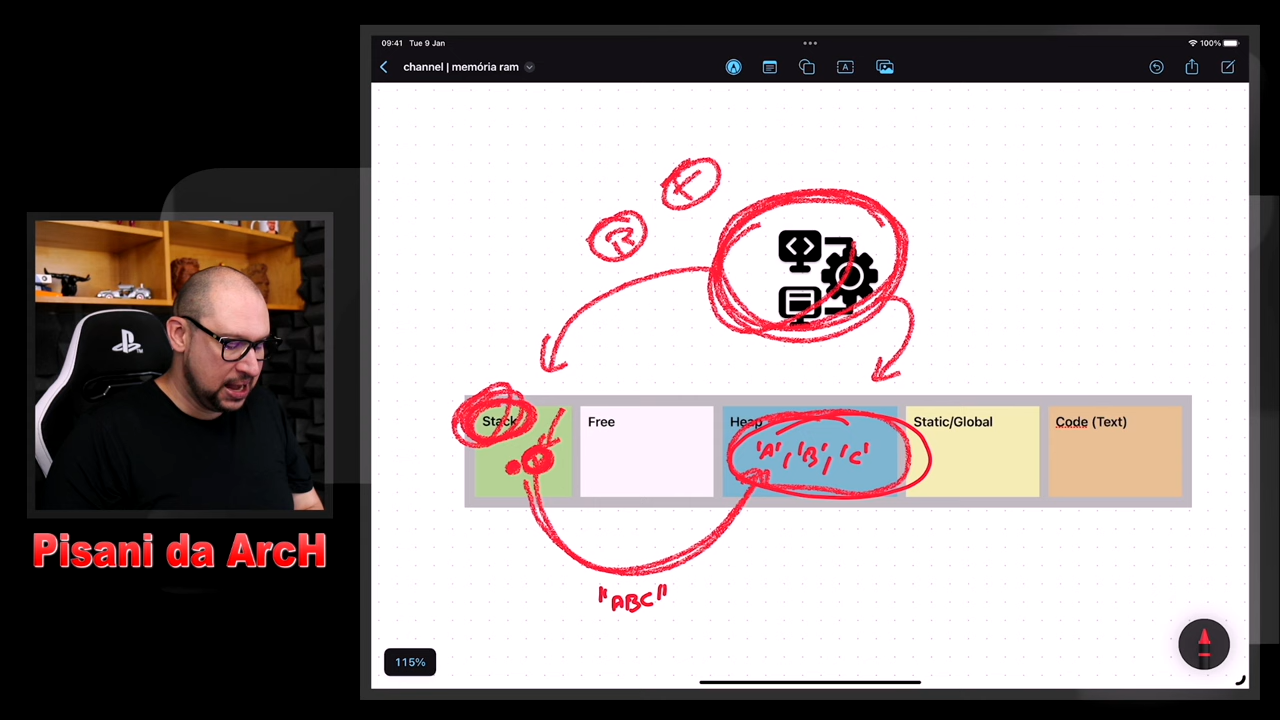 09:41 Tue 9 Jan
100%
channel | memória ram
A
F
R
Stack
Free
Heap
Static/Global
Code (Text)
'A', 'B', 'C'
"ABC"
Pisani da ArcH
115%